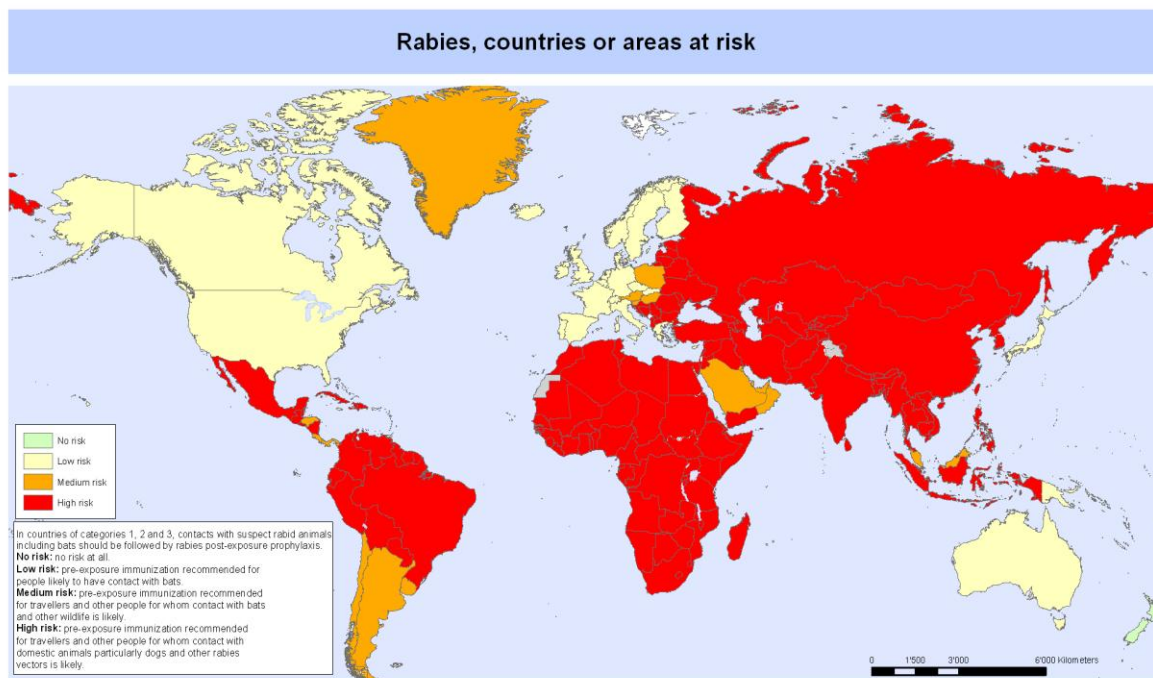 Rabies, countries or areas at risk
No risk
Low risk
Medium risk
High risk
In countries of categories 1, 2 and 3, contacts with suspect rabid animals
including bats should be followed by rabies post-exposure prophylaxis.
No risk: no risk at all.
Low risk: pre-exposure immunization recommended for
people likely to have contact with bats.
Medium risk: pre-exposure immunization recommended
for travellers and other people for whom contact with bats
and other wildlife is likely.
High risk: pre-exposure immunization recommended
for travellers and other people for whom contact with
domestic animals particularly dogs and other rabies
vectors is likely.
0 1'500 3'000 6'000 Kilometers